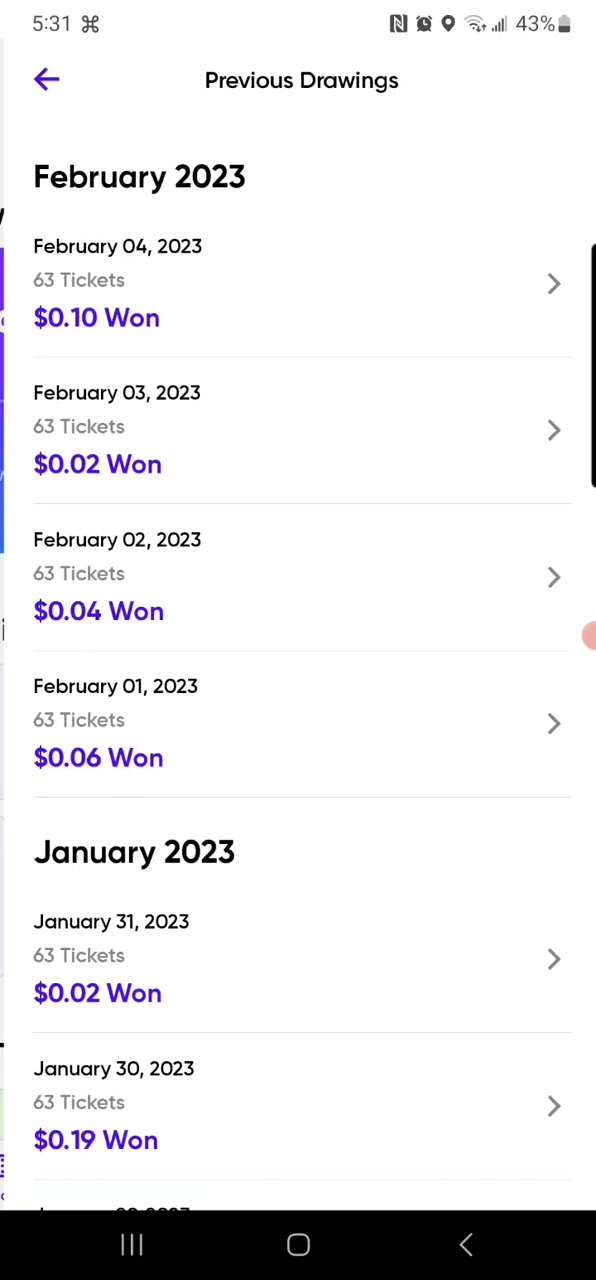 5:31 ⌘ 43%
Previous Drawings
February 2023
February 04, 2023
63 Tickets
$0.10 Won
February 03, 2023
63 Tickets
$0.02 Won
February 02, 2023
63 Tickets
$0.04 Won
February 01, 2023
63 Tickets
$0.06 Won
January 2023
January 31, 2023
63 Tickets
$0.02 Won
January 30, 2023
63 Tickets
$0.19 Won